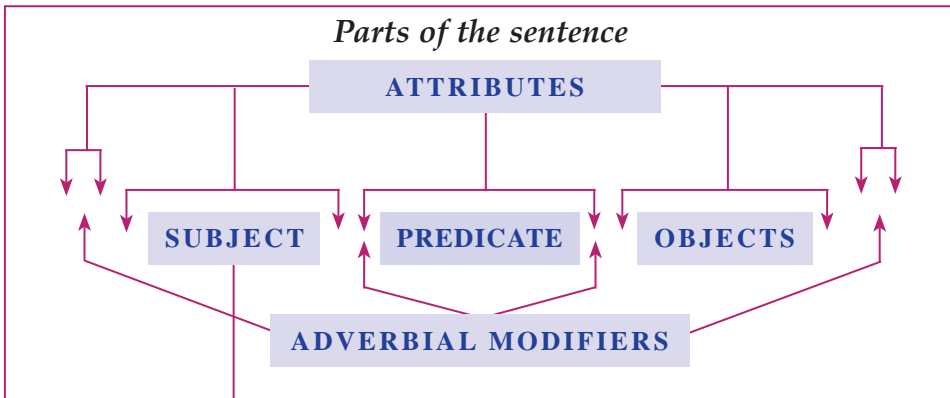 Parts of the sentence
ATTRIBUTES
SUBJECT PREDICATE OBJECTS
ADVERBIAL MODIFIERS